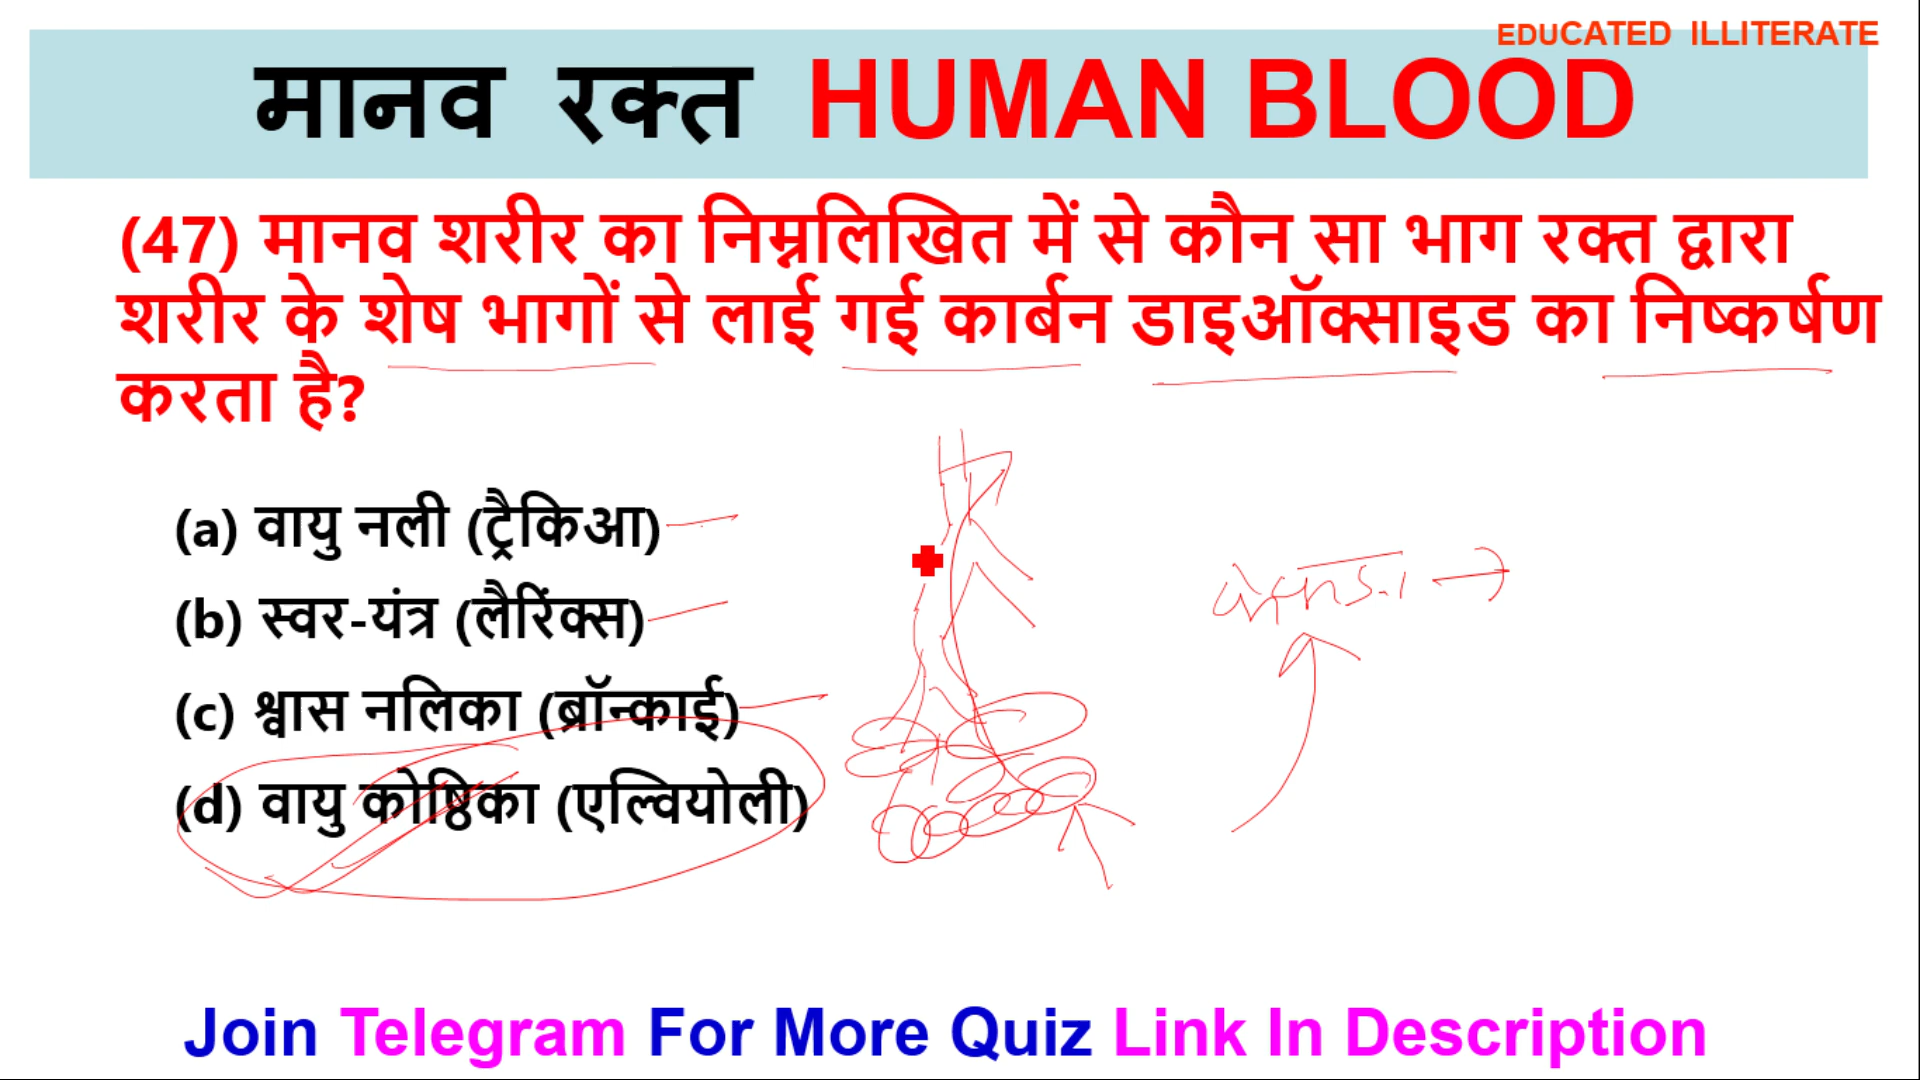 EDUCATED ILLITERATE
मानव रक्त HUMAN BLOOD
(47) मानव शरीर का निम्नलिखित में से कौन सा भाग रक्त द्वारा
शरीर के शेष भागों से लाई गई कार्बन डाइऑक्साइड का निष्कर्षण
करता है?
(a) वायु नली (ट्रैकिआ)
(b) स्वर-यंत्र (लैरिंक्स)
(c) श्वास नलिका (ब्रॉन्काई)
(d) वायु कोष्ठिका (एल्वियोली)
Join Telegram For More Quiz Link In Description